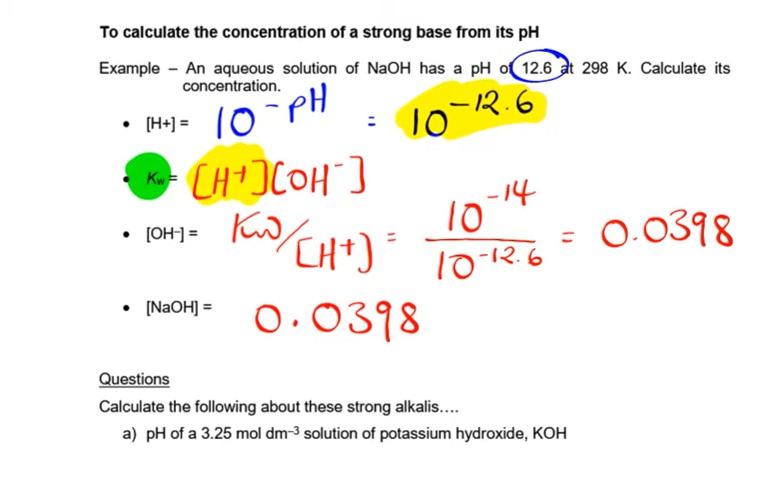 To calculate the concentration of a strong base from its pH
Example – An aqueous solution of NaOH has a pH of 12.6 at 298 K. Calculate its
concentration.
• [H+] = 10^-pH = 10^-12.6
• Kw = [H+][OH-]
• [OH-] = Kw/[H+] = 10^-14/10^-12.6 = 0.0398
• [NaOH] = 0.0398
Questions
Calculate the following about these strong alkalis….
a) pH of a 3.25 mol dm⁻³ solution of potassium hydroxide, KOH